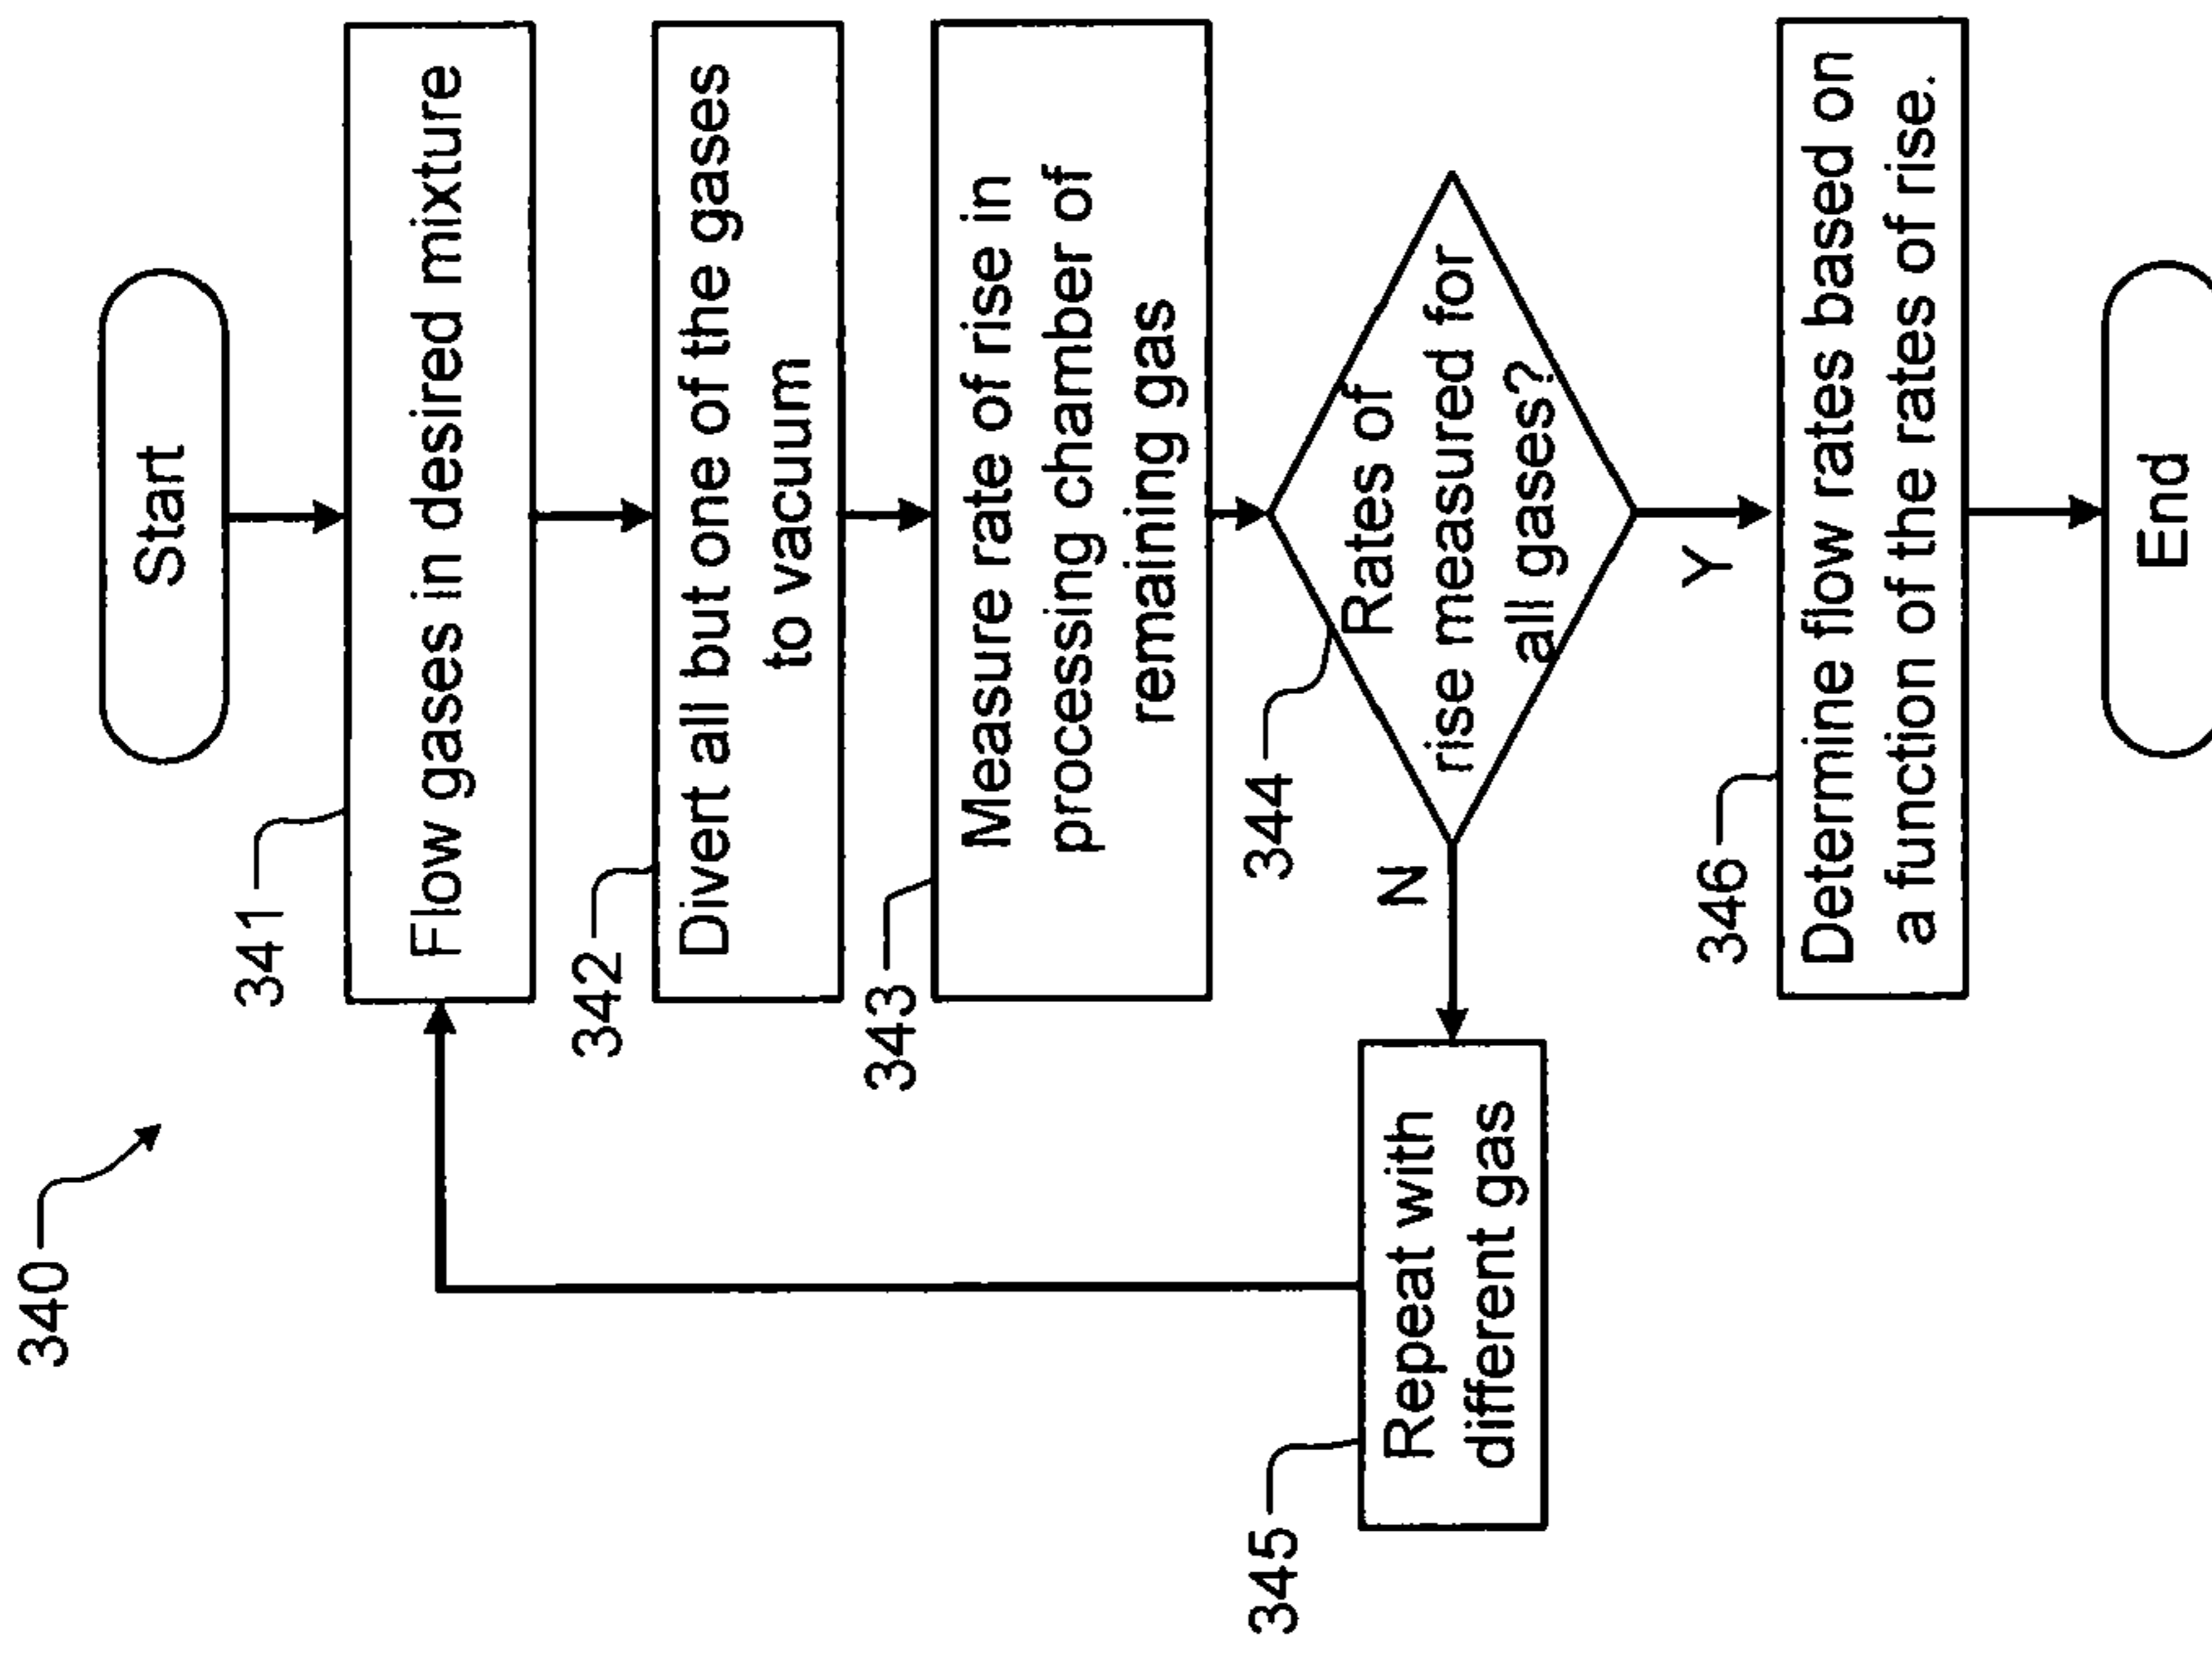 340
Start
341
Flow gases in desired mixture
342
Divert all but one of the gases
to vacuum
343
Measure rate of rise in
processing chamber of
remaining gas
344
Rates of
rise measured for
all gases?
N
345
Repeat with
different gas
Y
346
Determine flow rates based on
a function of the rates of rise.
End